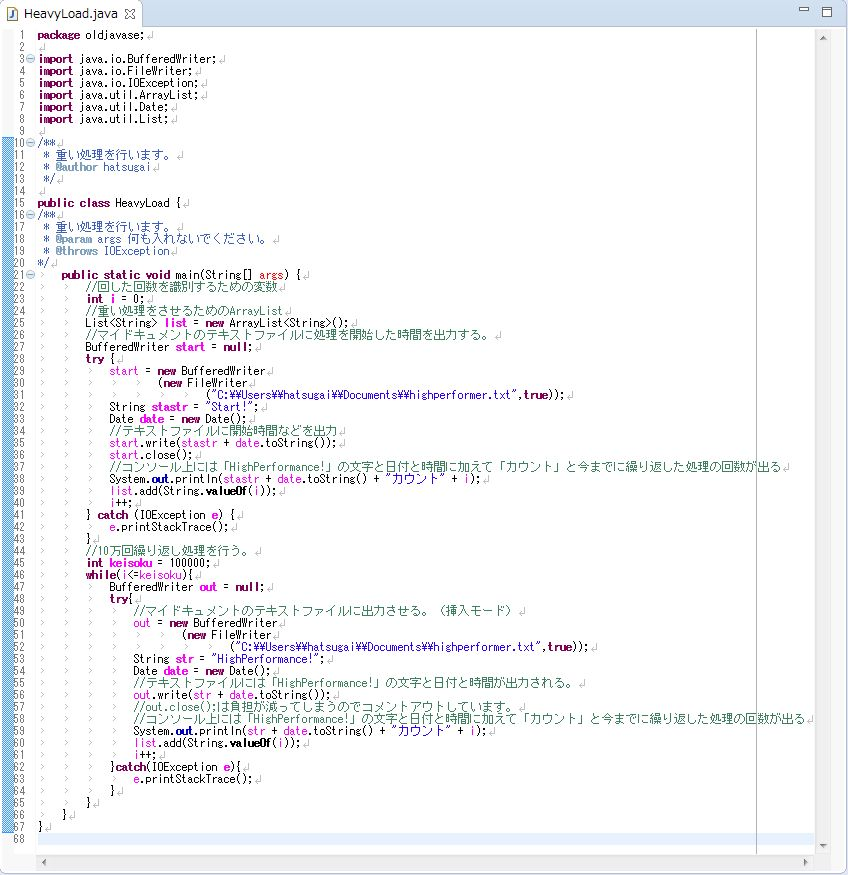 HeavyLoad.java
1 package oldjavase;
2
3 import java.io.BufferedWriter;
4 import java.io.FileWriter;
5 import java.io.IOException;
6 import java.util.ArrayList;
7 import java.util.Date;
8 import java.util.List;
9
10 /**
11  * 重い処理を行います。
12  * @author hatsugai
13  */
14
15 public class HeavyLoad {
16 /**
17  * 重い処理を行います。
18  * @param args 何も入れないでください。
19  * @throws IOException
20 */
21     public static void main(String[] args) {
22         //回した回数を識別するための変数
23         int i = 0;
24         //重い処理をさせるためのArrayList
25         List<String> list = new ArrayList<String>();
26         //マイドキュメントのテキストファイルに処理を開始した時間を出力する。
27         BufferedWriter start = null;
28         try {
29             start = new BufferedWriter
30                     (new FileWriter
31                             ("C:\\Users\\hatsugai\\Documents\\highperformer.txt",true));
32             String stastr = "Start!";
33             Date date = new Date();
34             //テキストファイルに開始時間などを出力
35             start.write(stastr + date.toString());
36             start.close();
37             //コンソール上には「HighPerformance!」の文字と日付と時間に加えて「カウント」と今までに繰り返した処理の回数が出る
38             System.out.println(stastr + date.toString() + "カウント" + i);
39             list.add(String.valueOf(i));
40             i++;
41         } catch (IOException e) {
42             e.printStackTrace();
43         }
44         //10万回繰り返し処理を行う。
45         int keisoku = 100000;
46         while(i<=keisoku){
47             BufferedWriter out = null;
48             try{
49                 //マイドキュメントのテキストファイルに出力させる。（挿入モード）
50                 out = new BufferedWriter
51                         (new FileWriter
52                                 ("C:\\Users\\hatsugai\\Documents\\highperformer.txt",true));
53                 String str = "HighPerformance!";
54                 Date date = new Date();
55                 //テキストファイルには「HighPerformance!」の文字と日付と時間が出力される。
56                 out.write(str + date.toString());
57                 //out.close();は負担が減ってしまうのでコメントアウトしています。
58                 //コンソール上には「HighPerformance!」の文字と日付と時間に加えて「カウント」と今までに繰り返した処理の回数が出る
59                 System.out.println(str + date.toString() + "カウント" + i);
60                 list.add(String.valueOf(i));
61                 i++;
62             }catch(IOException e){
63                 e.printStackTrace();
64             }
65         }
66     }
67 }
68